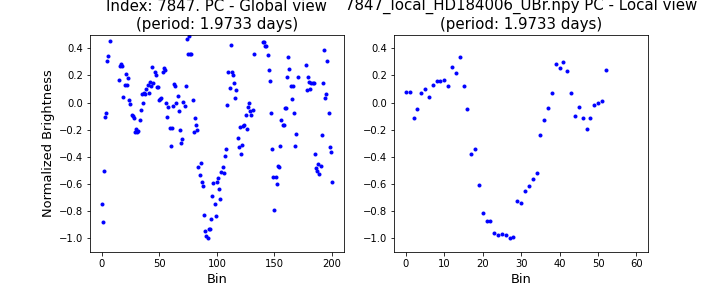 Index: 7847. PC - Global view
(period: 1.9733 days)
7847_local_HD184006_UBr.npy PC - Local view
(period: 1.9733 days)
Normalized Brightness
0.4
0.2
0.0
−0.2
−0.4
−0.6
−0.8
−1.0
0 50 100 150 200
Bin
0.4
0.2
0.0
−0.2
−0.4
−0.6
−0.8
−1.0
0 10 20 30 40 50 60
Bin